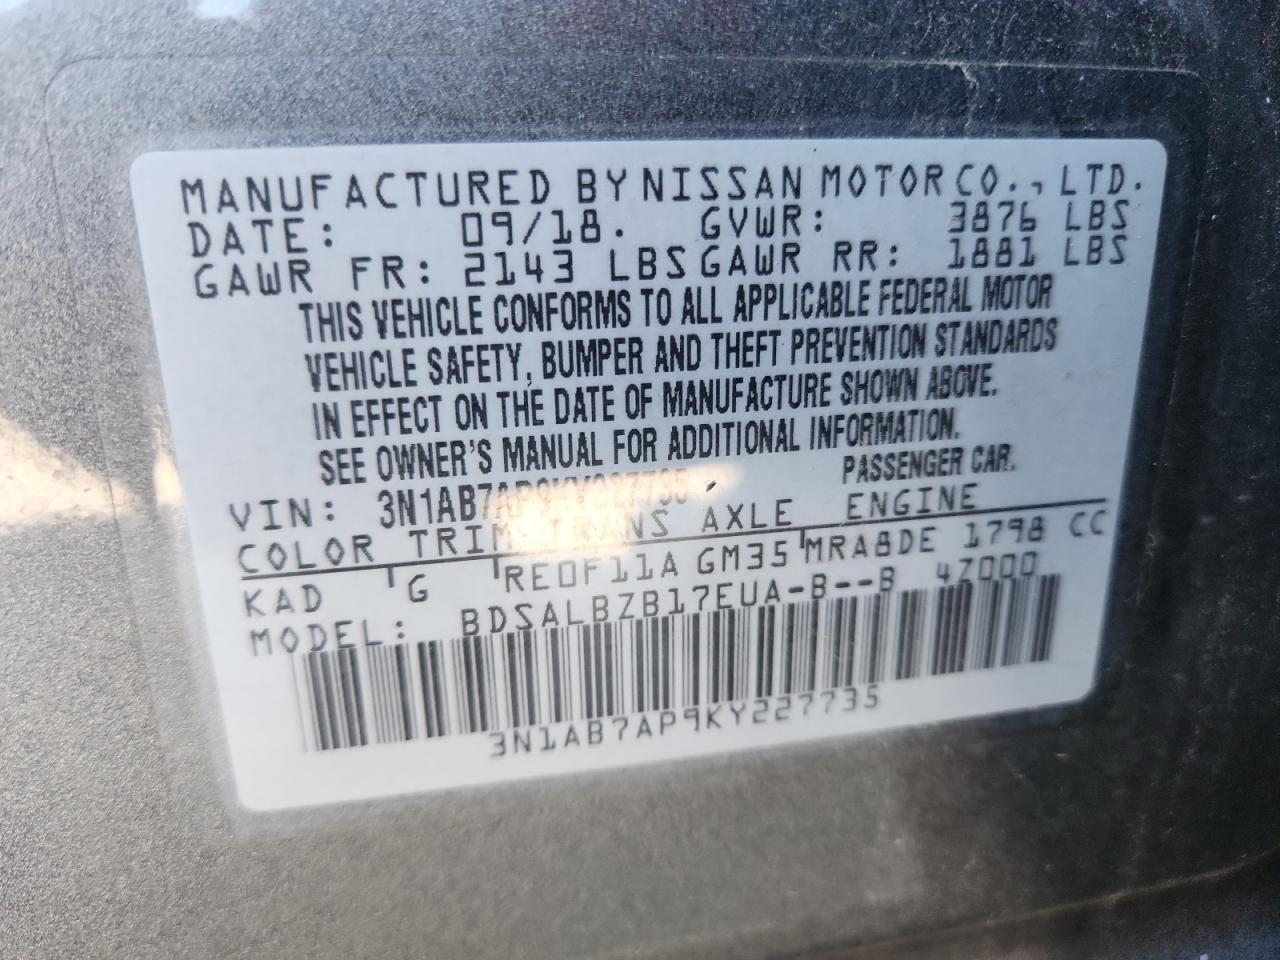 MANUFACTURED BY NISSAN MOTOR CO., LTD.
DATE: 09/18. GVWR: 3876 LBS
GAWR FR: 2143 LBS GAWR RR: 1881 LBS
THIS VEHICLE CONFORMS TO ALL APPLICABLE FEDERAL MOTOR
VEHICLE SAFETY, BUMPER AND THEFT PREVENTION STANDARDS
IN EFFECT ON THE DATE OF MANUFACTURE SHOWN ABOVE.
SEE OWNER'S MANUAL FOR ADDITIONAL INFORMATION.
VIN: 3N1AB7AP9KY227735 PASSENGER CAR.
COLOR TRIM TRANS AXLE ENGINE
KAD G RE0F11A GM35 MRA8DE 1798 CC
MODEL: BDSALBZB17EUA-B--B 47000
3N1AB7AP9KY227735